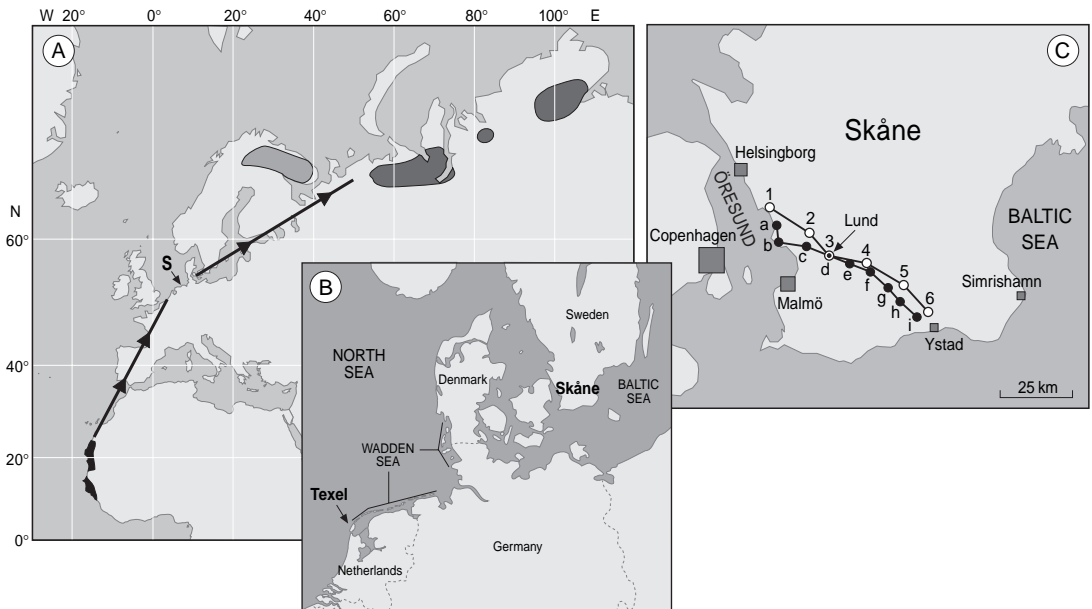 W 20° 0° 20° 40° 60° 80° 100° E
A
N
60°
40°
20°
0°
S
B
NORTH
SEA
Sweden
Denmark
Skåne
BALTIC
SEA
WADDEN
SEA
Texel
Germany
Netherlands
C
Skåne
Helsingborg
ÖRESUND
Copenhagen
Malmö
Lund
BALTIC
SEA
Simrishamn
Ystad
1
2
3
4
5
6
a
b
c
d
e
f
g
h
i
25 km